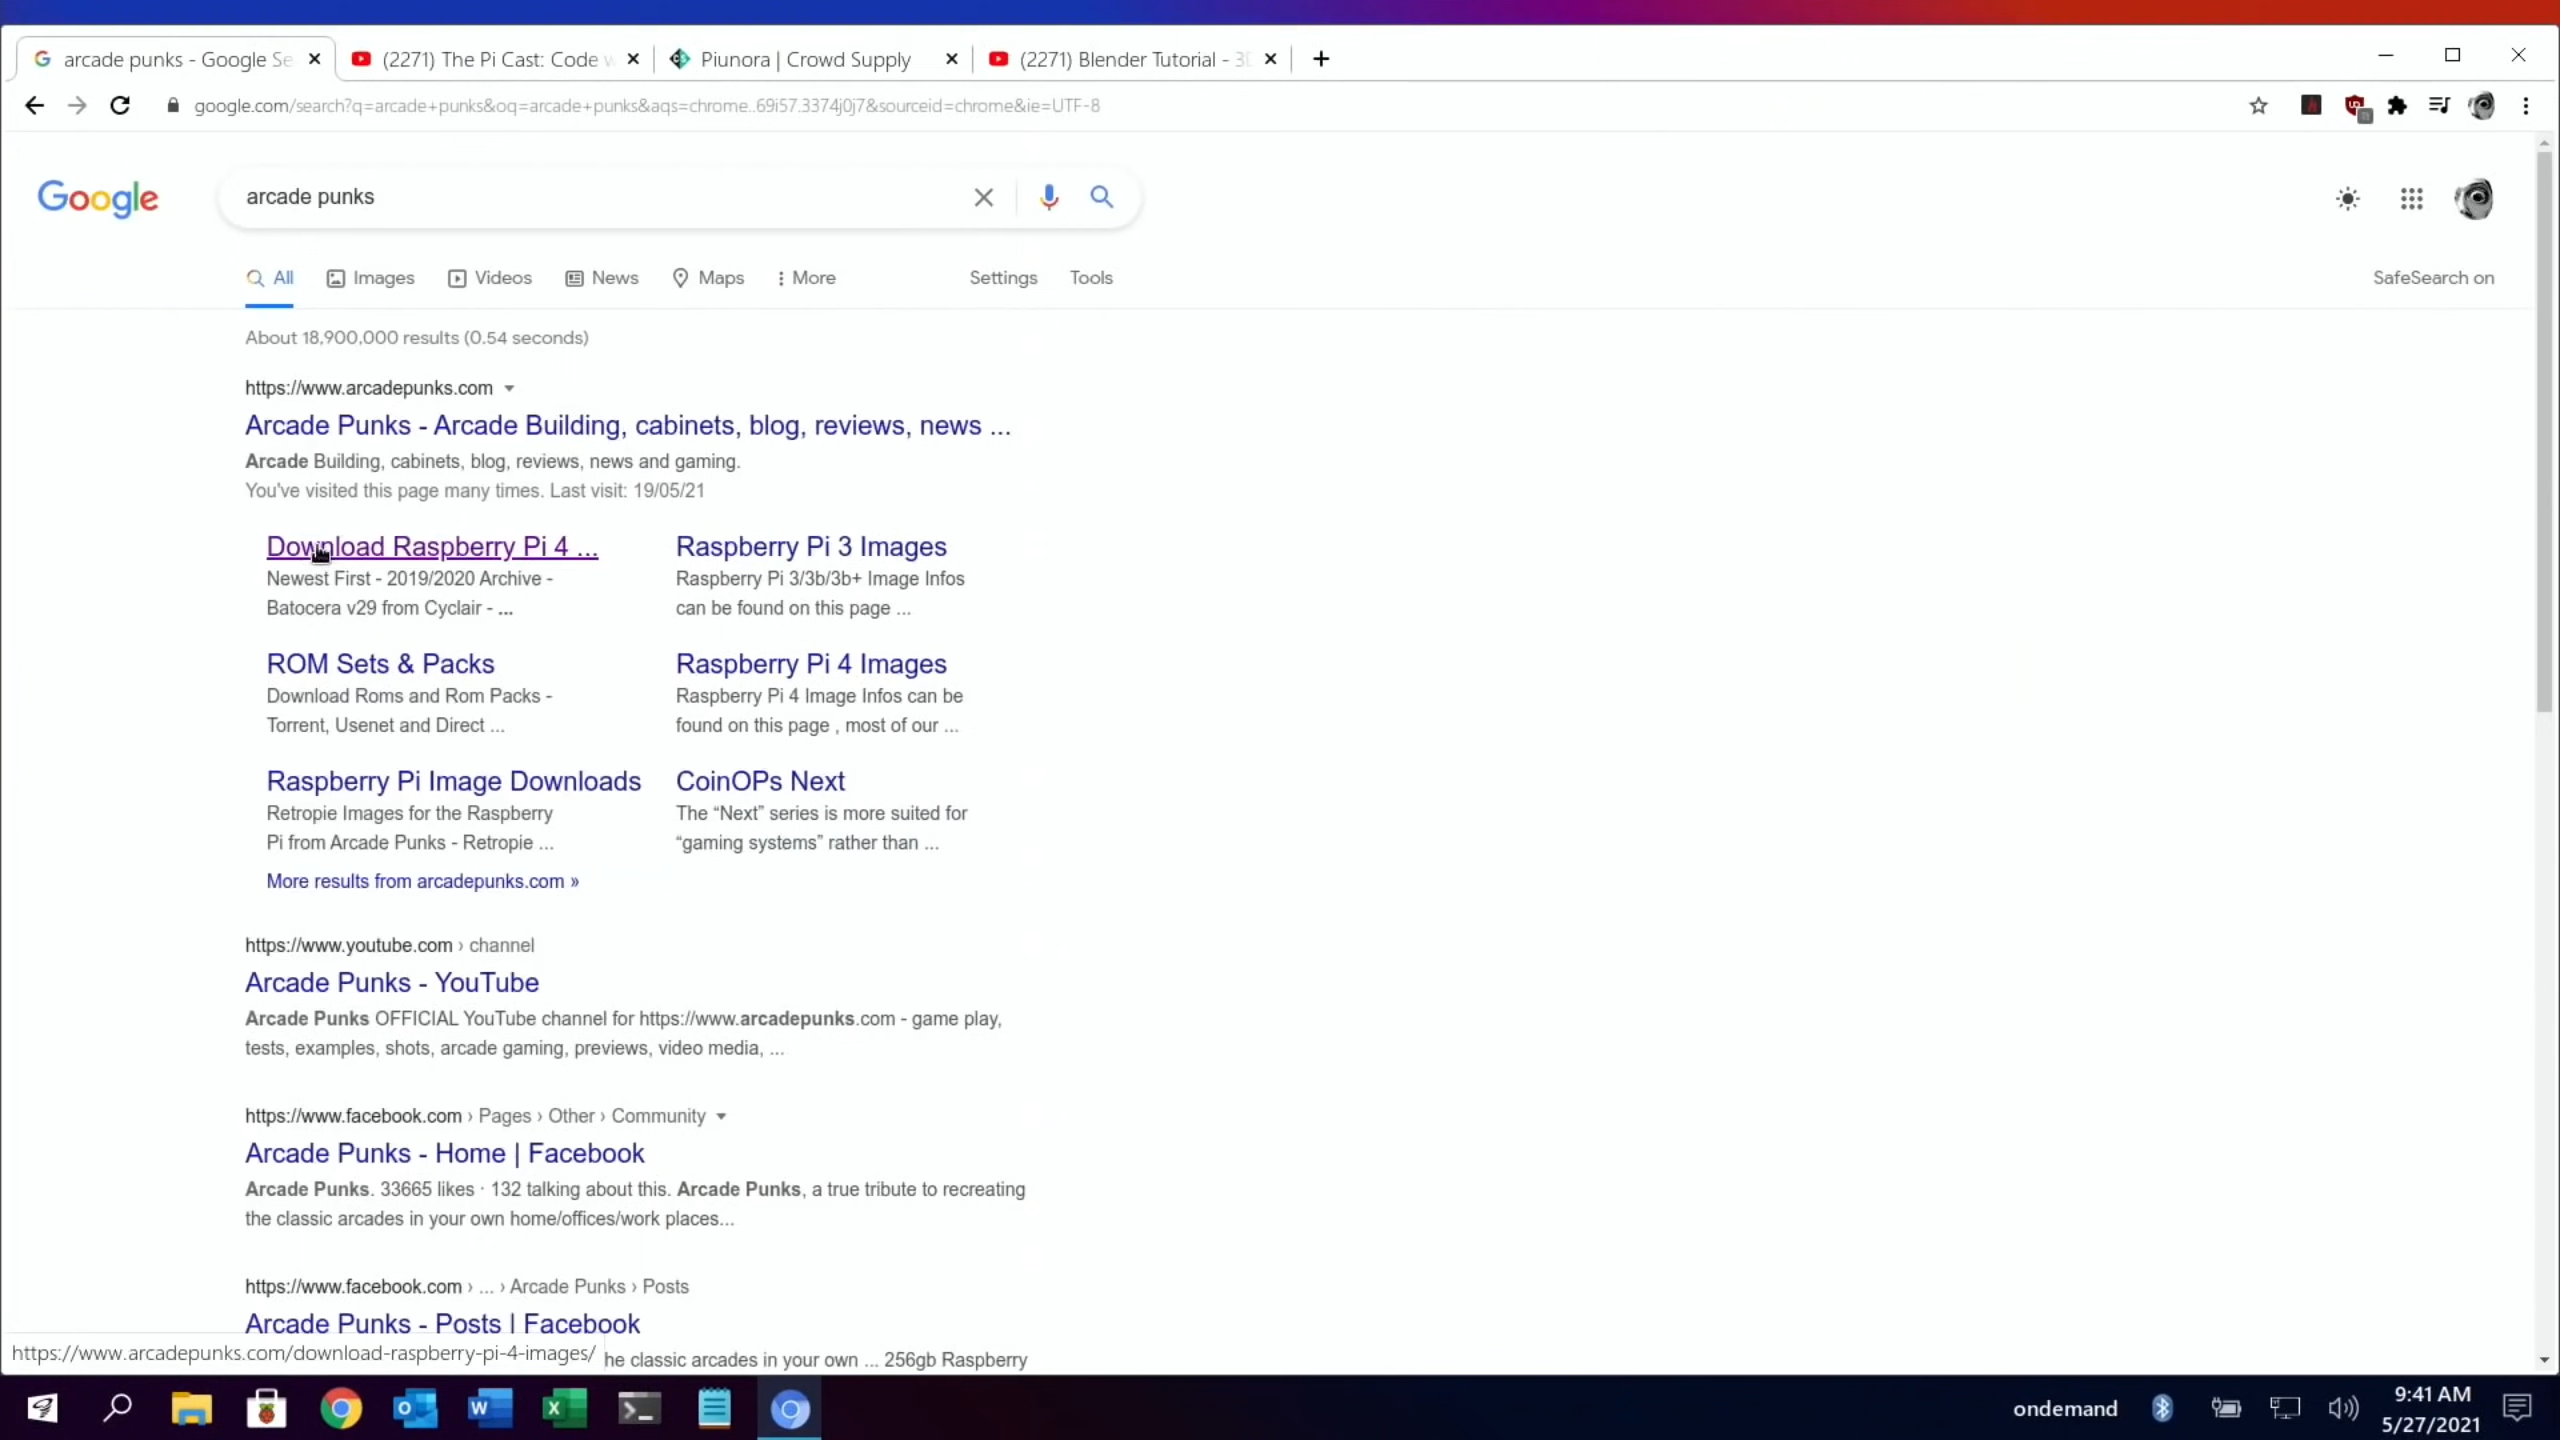 arcade punks - Google Se
(2271) The Pi Cast: Code w
Piunora | Crowd Supply
(2271) Blender Tutorial - 3D
google.com/search?q=arcade+punks&oq=arcade+punks&aqs=chrome..69i57.3374j0j7&sourceid=chrome&ie=UTF-8
Google
arcade punks
All
Images
Videos
News
Maps
More
Settings
Tools
SafeSearch on
About 18,900,000 results (0.54 seconds)
https://www.arcadepunks.com
Arcade Punks - Arcade Building, cabinets, blog, reviews, news ...
Arcade Building, cabinets, blog, reviews, news and gaming.
You've visited this page many times. Last visit: 19/05/21
Download Raspberry Pi 4 ...
Newest First - 2019/2020 Archive -
Batocera v29 from Cyclair - ...
Raspberry Pi 3 Images
Raspberry Pi 3/3b/3b+ Image Infos
can be found on this page ...
ROM Sets & Packs
Download Roms and Rom Packs -
Torrent, Usenet and Direct ...
Raspberry Pi 4 Images
Raspberry Pi 4 Image Infos can be
found on this page , most of our ...
Raspberry Pi Image Downloads
Retropie Images for the Raspberry
Pi from Arcade Punks - Retropie ...
CoinOPs Next
The “Next” series is more suited for
“gaming systems” rather than ...
More results from arcadepunks.com »
https://www.youtube.com › channel
Arcade Punks - YouTube
Arcade Punks OFFICIAL YouTube channel for https://www.arcadepunks.com - game play,
tests, examples, shots, arcade gaming, previews, video media, ...
https://www.facebook.com › Pages › Other › Community
Arcade Punks - Home | Facebook
Arcade Punks. 33665 likes · 132 talking about this. Arcade Punks, a true tribute to recreating
the classic arcades in your own home/offices/work places...
https://www.facebook.com › ... › Arcade Punks › Posts
Arcade Punks - Posts | Facebook
https://www.arcadepunks.com/download-raspberry-pi-4-images/
he classic arcades in your own ... 256gb Raspberry
ondemand
9:41 AM
5/27/2021